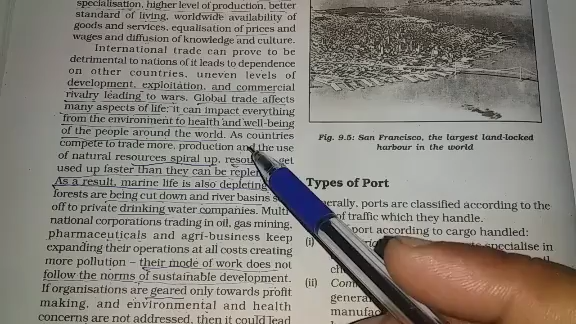 specialisation, higher level of production, better
standard of living, worldwide availability of
goods and services, equalisation of prices and
wages and diffusion of knowledge and culture.
International trade can prove to be
detrimental to nations of it leads to dependence
on other countries, uneven levels of
development, exploitation, and commercial
rivalry leading to wars. Global trade affects
many aspects of life; it can impact everything
from the environment to health and well-being
of the people around the world. As countries
compete to trade more, production and the use
of natural resources spiral up, get
used up faster than they can be
As a result, marine life is also depleting
forests are being cut down and river basins
off to private drinking water companies. Multi
national corporations trading in oil, gas mining,
pharmaceuticals and agri-business keep
expanding their operations at all costs creating
more pollution – their mode of work does not
follow the norms of sustainable development.
If organisations are geared only towards profit
making, and environmental and health
concerns are not addressed, then it could lead
Fig. 9.5: San Francisco, the largest land-locked
harbour in the world
Types of Port
ports are classified according to the
of traffic which they handle.
port according to cargo handled:
(i) specialise in
(ii)